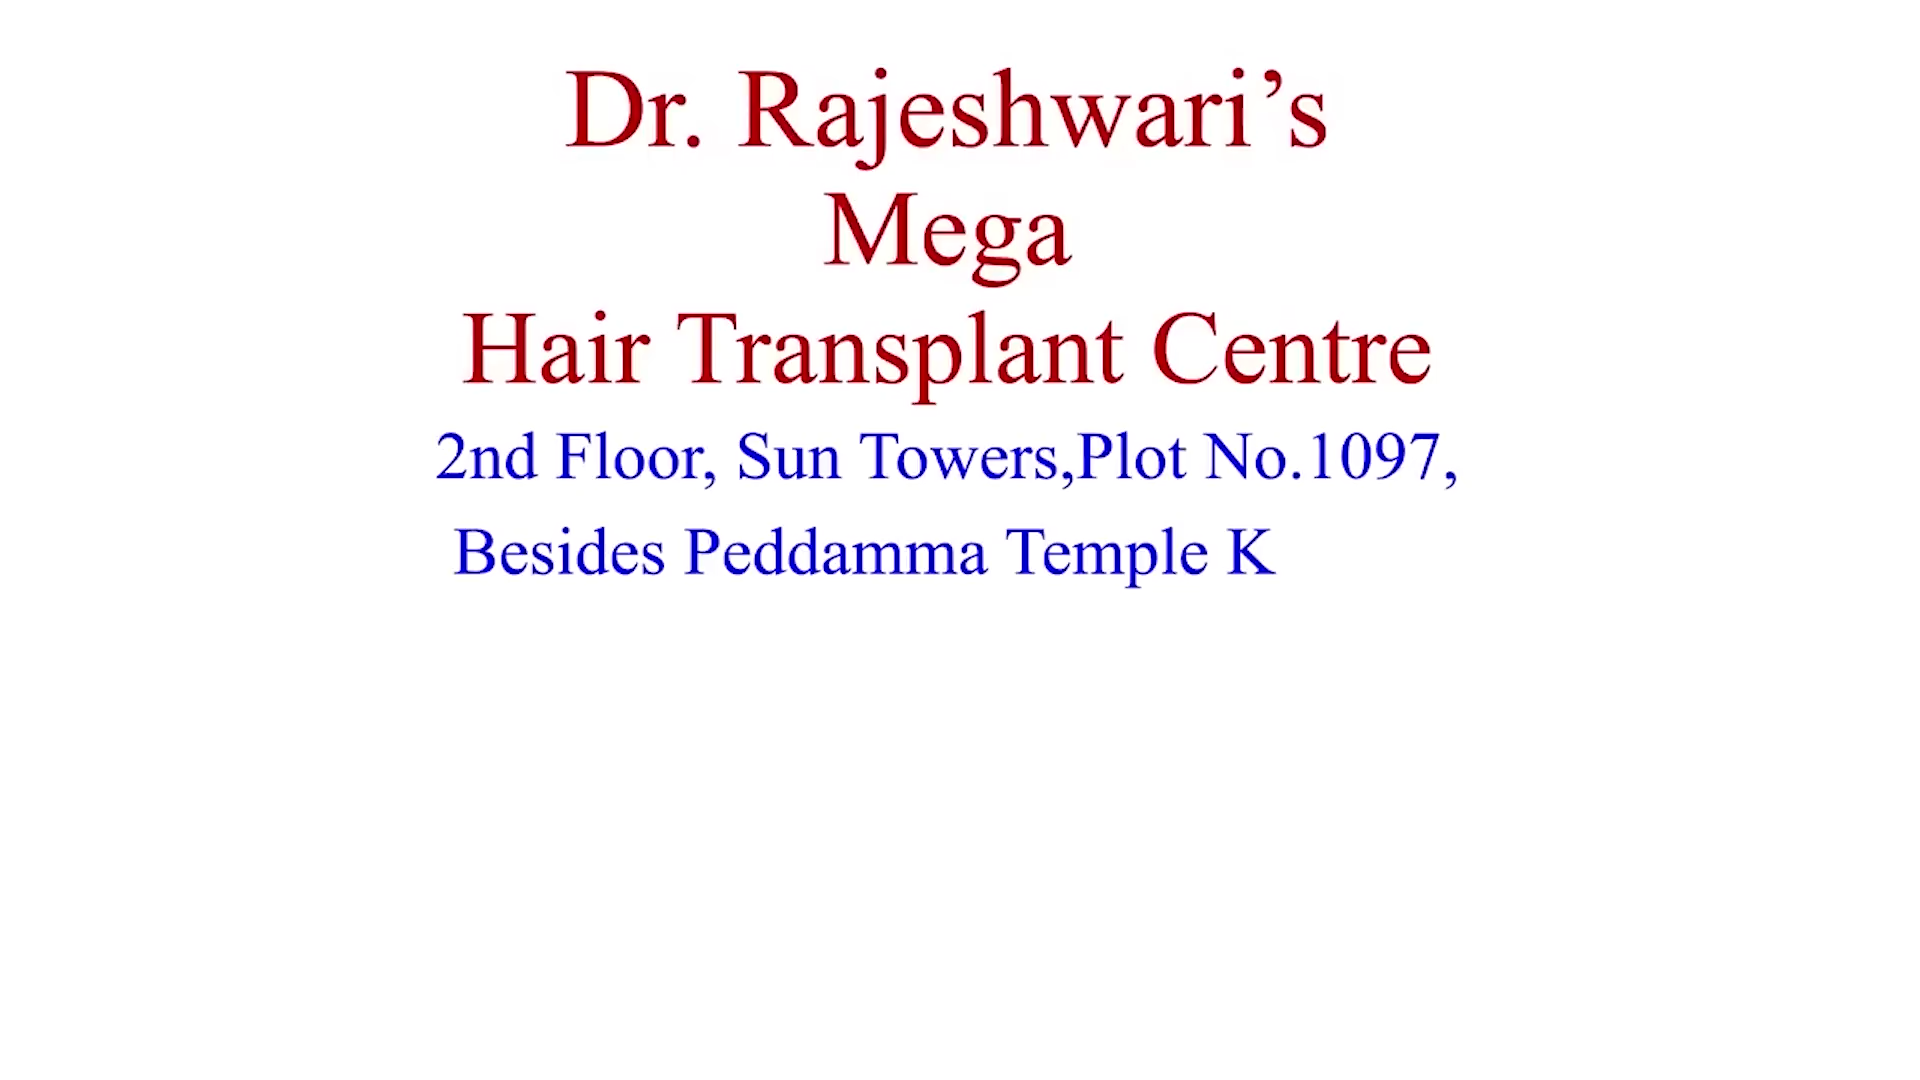 Dr. Rajeshwari’s
Mega
Hair Transplant Centre
2nd Floor, Sun Towers,Plot No.1097,
Besides Peddamma Temple K